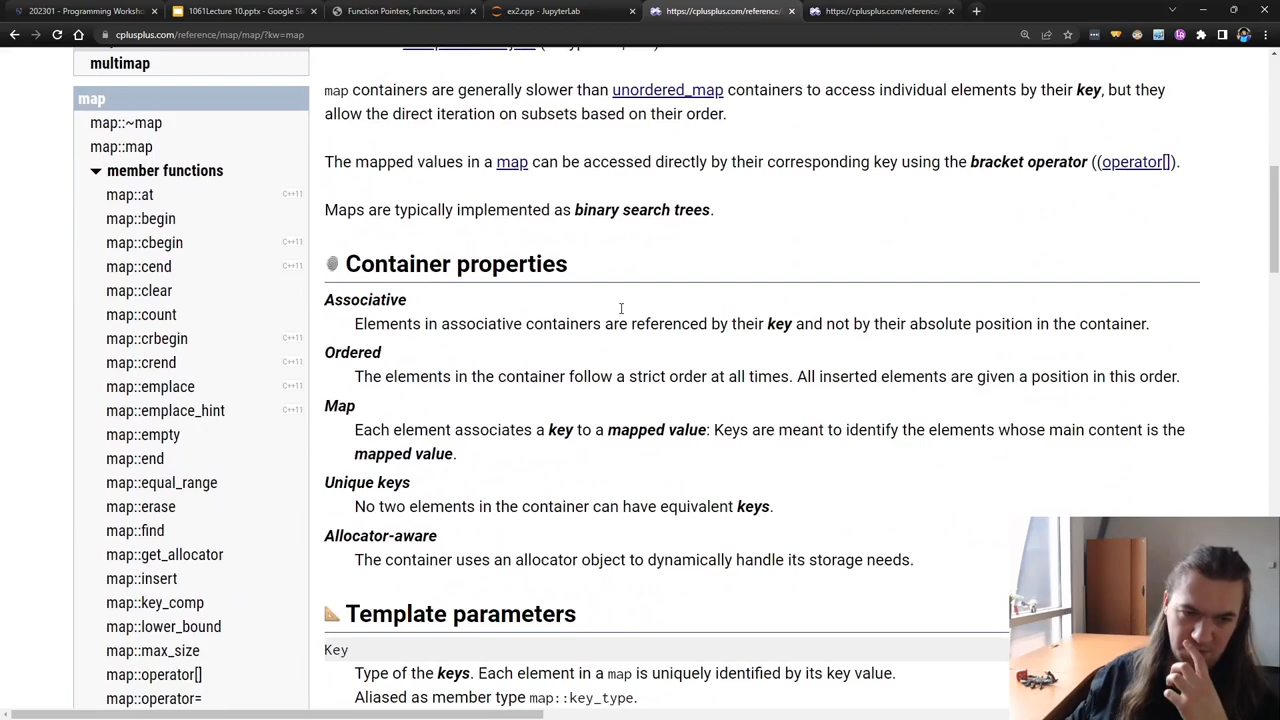 202301 - Programming Worksh
1061Lecture 10.pptx - Google Sl
Function Pointers, Functors, and
ex2.cpp - JupyterLab
https://cplusplus.com/reference/
https://cplusplus.com/reference/
cplusplus.com/reference/map/map/?kw=map
multimap
map
map::~map
map::map
member functions
map::at C++11
map::begin
map::cbegin C++11
map::cend C++11
map::clear
map::count
map::crbegin C++11
map::crend C++11
map::emplace C++11
map::emplace_hint C++11
map::empty
map::end
map::equal_range
map::erase
map::find
map::get_allocator
map::insert
map::key_comp
map::lower_bound
map::max_size
map::operator[]
map::operator=
map containers are generally slower than unordered_map containers to access individual elements by their key, but they
allow the direct iteration on subsets based on their order.
The mapped values in a map can be accessed directly by their corresponding key using the bracket operator ((operator[]).
Maps are typically implemented as binary search trees.
Container properties
Associative
Elements in associative containers are referenced by their key and not by their absolute position in the container.
Ordered
The elements in the container follow a strict order at all times. All inserted elements are given a position in this order.
Map
Each element associates a key to a mapped value: Keys are meant to identify the elements whose main content is the
mapped value.
Unique keys
No two elements in the container can have equivalent keys.
Allocator-aware
The container uses an allocator object to dynamically handle its storage needs.
Template parameters
Key
Type of the keys. Each element in a map is uniquely identified by its key value.
Aliased as member type map::key_type.